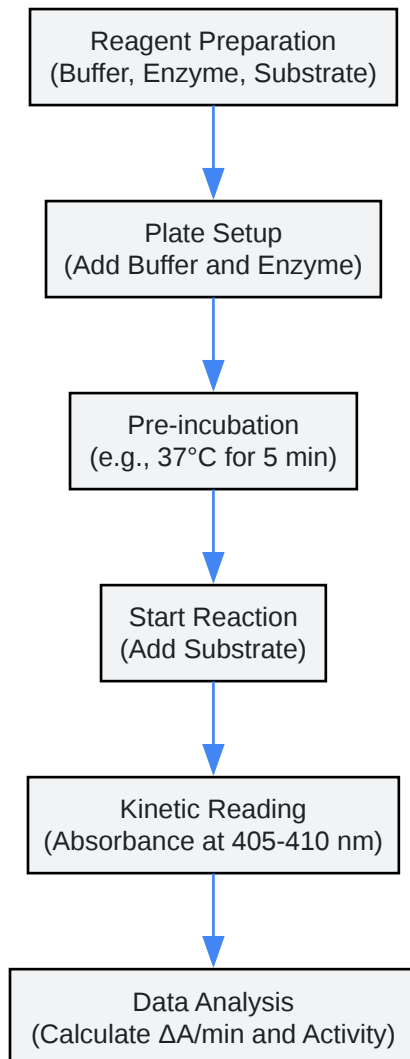 Reagent Preparation
(Buffer, Enzyme, Substrate)
Plate Setup
(Add Buffer and Enzyme)
Pre-incubation
(e.g., 37°C for 5 min)
Start Reaction
(Add Substrate)
Kinetic Reading
(Absorbance at 405-410 nm)
Data Analysis
(Calculate ΔA/min and Activity)